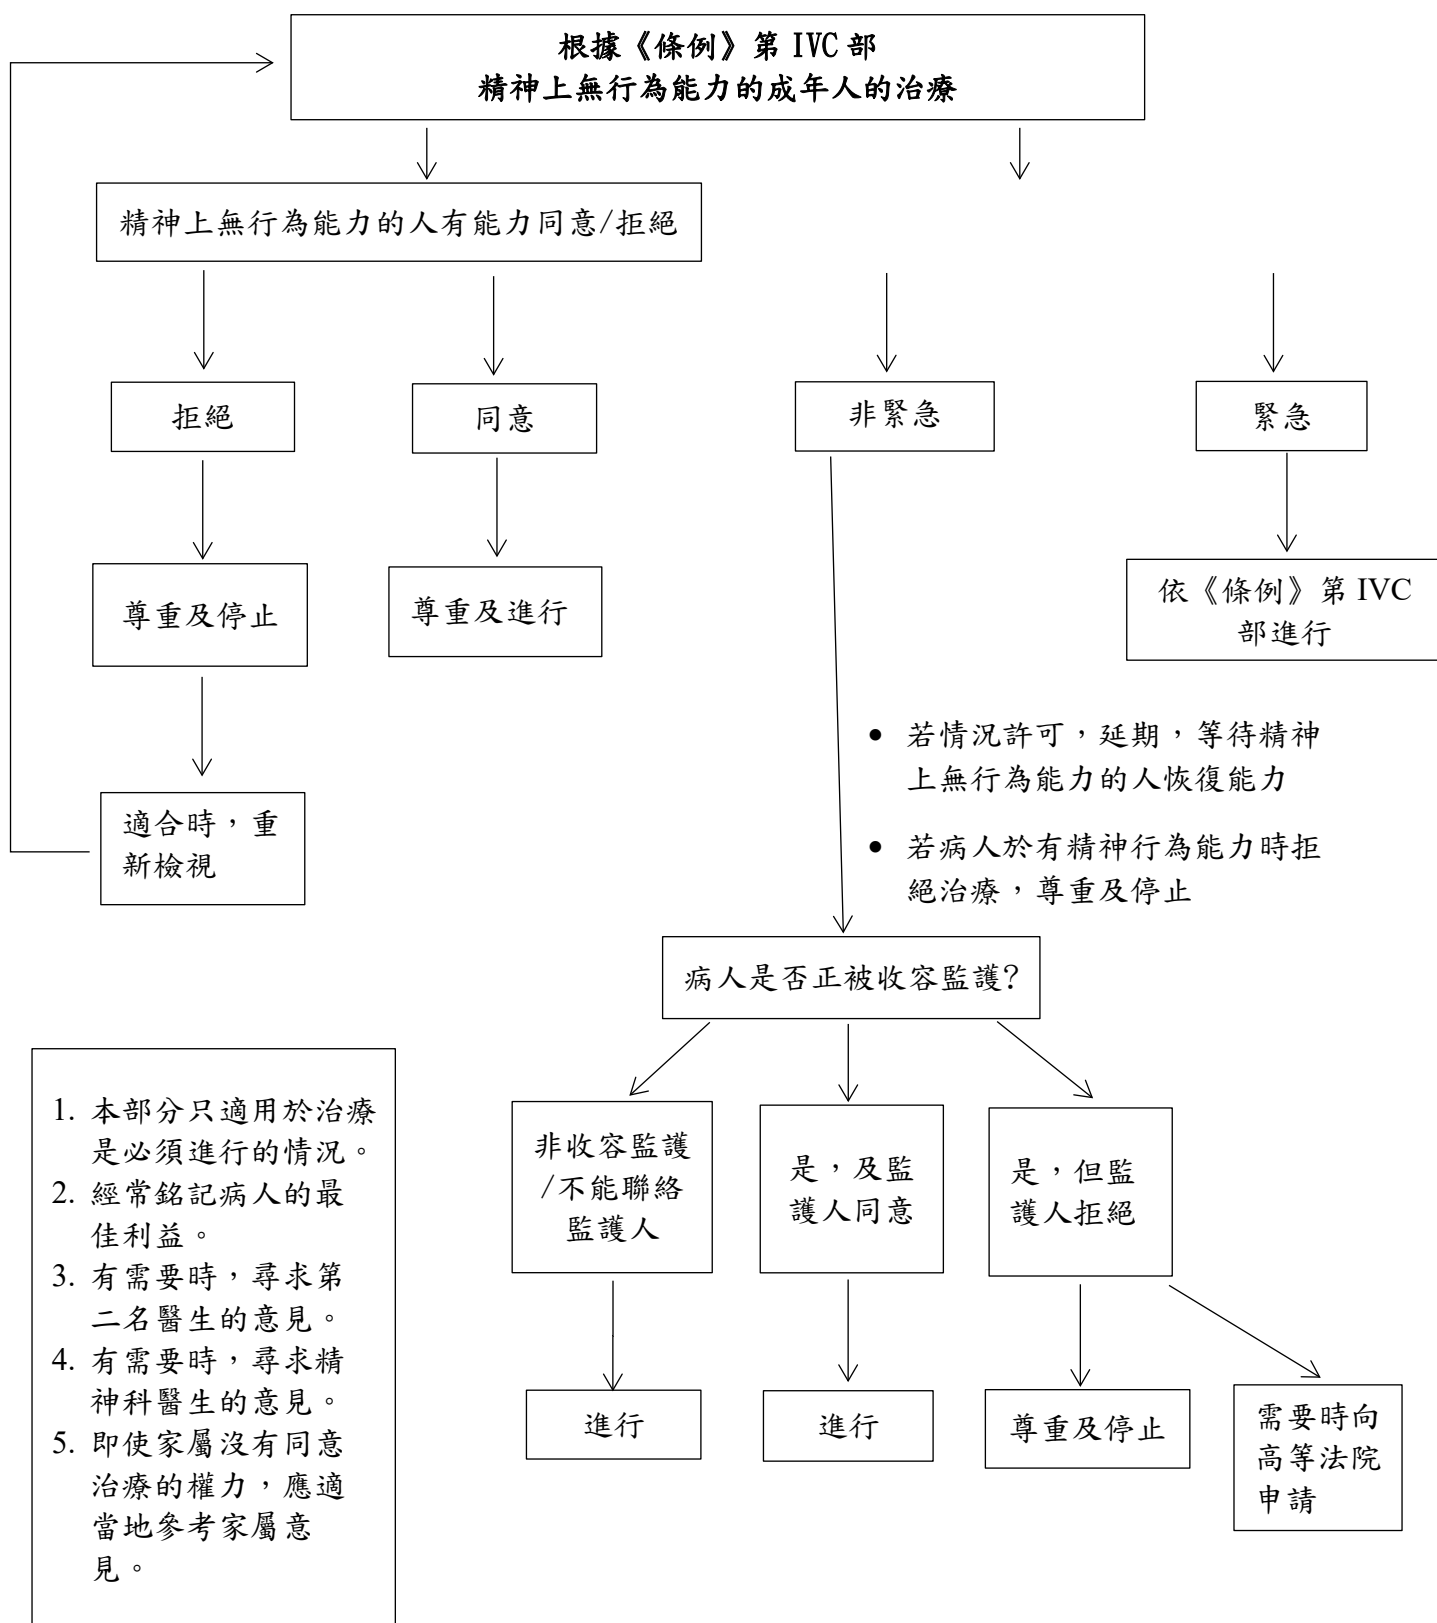 根據《條例》第 IVC 部
精神上無行為能力的成年人的治療
精神上無行為能力的人有能力同意/拒絕
拒絕
同意
非緊急
緊急
尊重及停止
尊重及進行
依《條例》第 IVC
部進行
• 若情況許可，延期，等待精神
上無行為能力的人恢復能力
• 若病人於有精神行為能力時拒
絕治療，尊重及停止
適合時，重
新檢視
病人是否正被收容監護?
非收容監護
/不能聯絡
監護人
是，及監
護人同意
是，但監
護人拒絕
進行
進行
尊重及停止
需要時向
高等法院
申請
1. 本部分只適用於治療
是必須進行的情況。
2. 經常銘記病人的最
佳利益。
3. 有需要時，尋求第
二名醫生的意見。
4. 有需要時，尋求精
神科醫生的意見。
5. 即使家屬沒有同意
治療的權力，應適
當地參考家屬意
見。